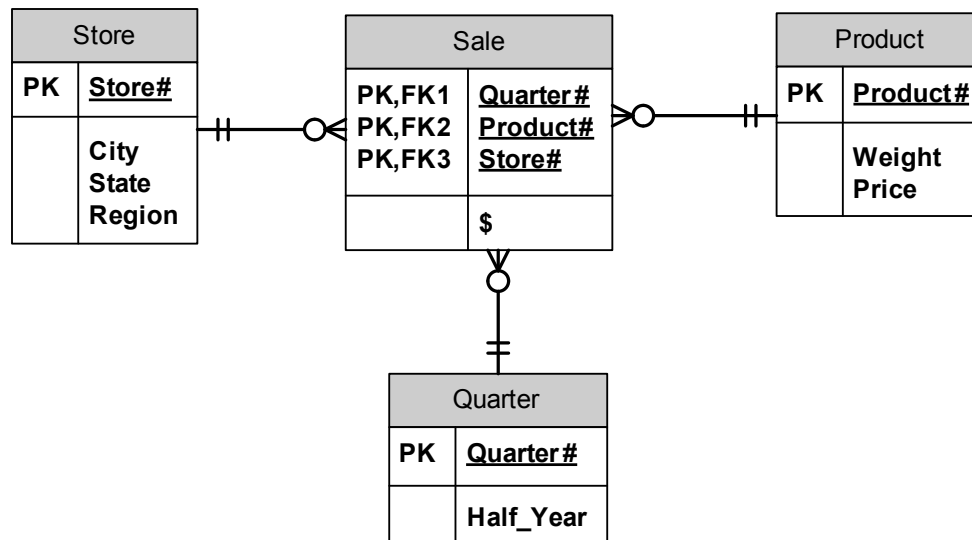 Store
PK Store#
City
State
Region
Sale
PK,FK1 Quarter#
PK,FK2 Product#
PK,FK3 Store#
$
Product
PK Product#
Weight
Price
Quarter
PK Quarter#
Half_Year